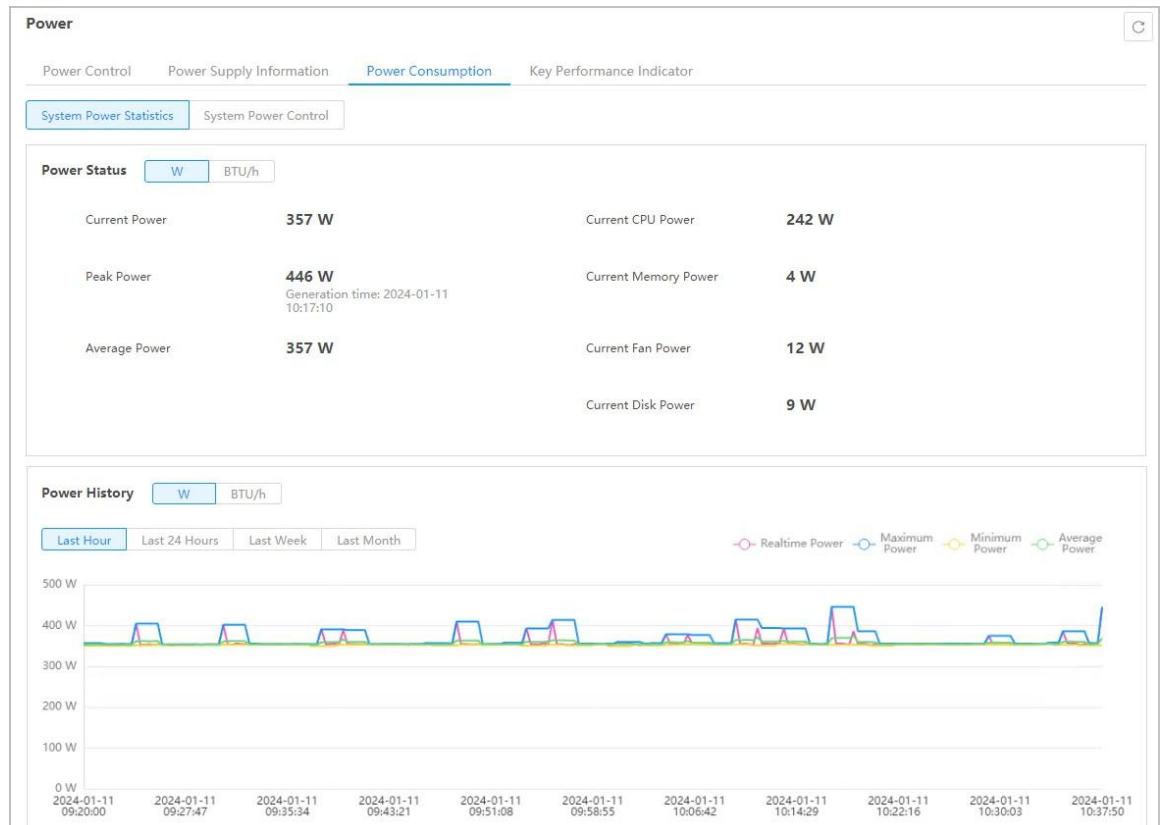 Power
Power Control Power Supply Information Power Consumption Key Performance Indicator
System Power Statistics System Power Control
Power Status W BTU/h
Current Power 357 W Current CPU Power 242 W
Peak Power 446 W Current Memory Power 4 W
Generation time: 2024-01-11
10:17:10
Average Power 357 W Current Fan Power 12 W
Current Disk Power 9 W
Power History W BTU/h
Last Hour Last 24 Hours Last Week Last Month
Realtime Power Maximum Power Minimum Power Average Power
500 W
400 W
300 W
200 W
100 W
0 W
2024-01-11 2024-01-11 2024-01-11 2024-01-11 2024-01-11 2024-01-11 2024-01-11 2024-01-11 2024-01-11 2024-01-11 2024-01-11
09:20:00 09:27:47 09:35:34 09:43:21 09:51:08 09:58:55 10:06:42 10:14:29 10:22:16 10:30:03 10:37:50